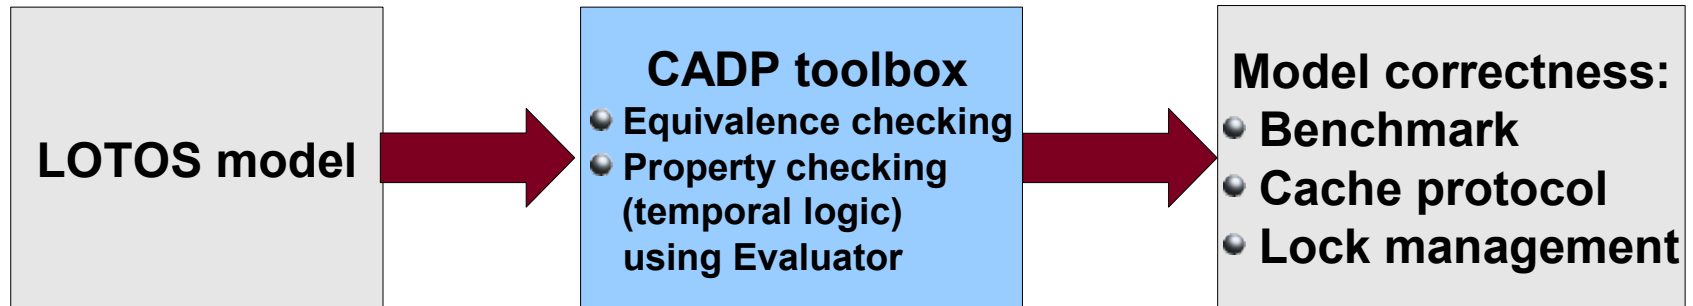 LOTOS model
CADP toolbox
Equivalence checking
Property checking
(temporal logic)
using Evaluator
Model correctness:
Benchmark
Cache protocol
Lock management